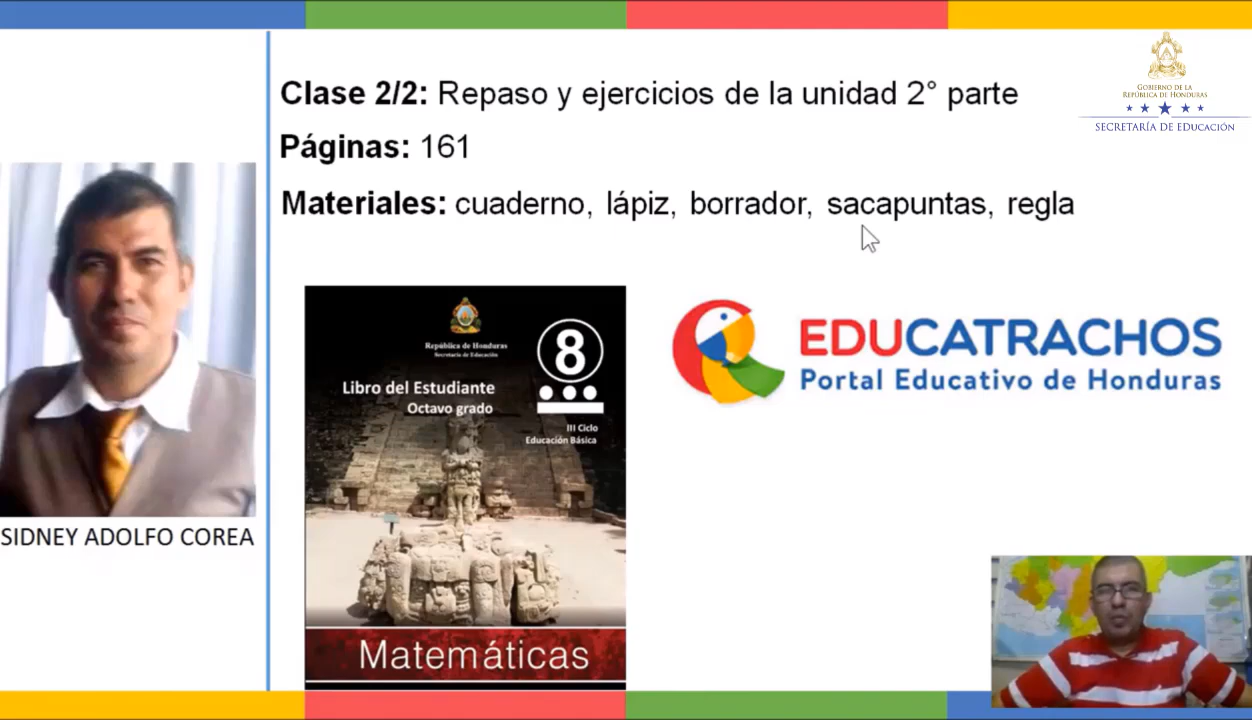 Clase 2/2: Repaso y ejercicios de la unidad 2° parte
Páginas: 161
Materiales: cuaderno, lápiz, borrador, sacapuntas, regla
GOBIERNO DE LA
REPÚBLICA DE HONDURAS
SECRETARÍA DE EDUCACIÓN
SIDNEY ADOLFO COREA
República de Honduras
Secretaría de Educación
8
Libro del Estudiante
Octavo grado
III Ciclo
Educación Básica
Matemáticas
EDUCATRACHOS
Portal Educativo de Honduras